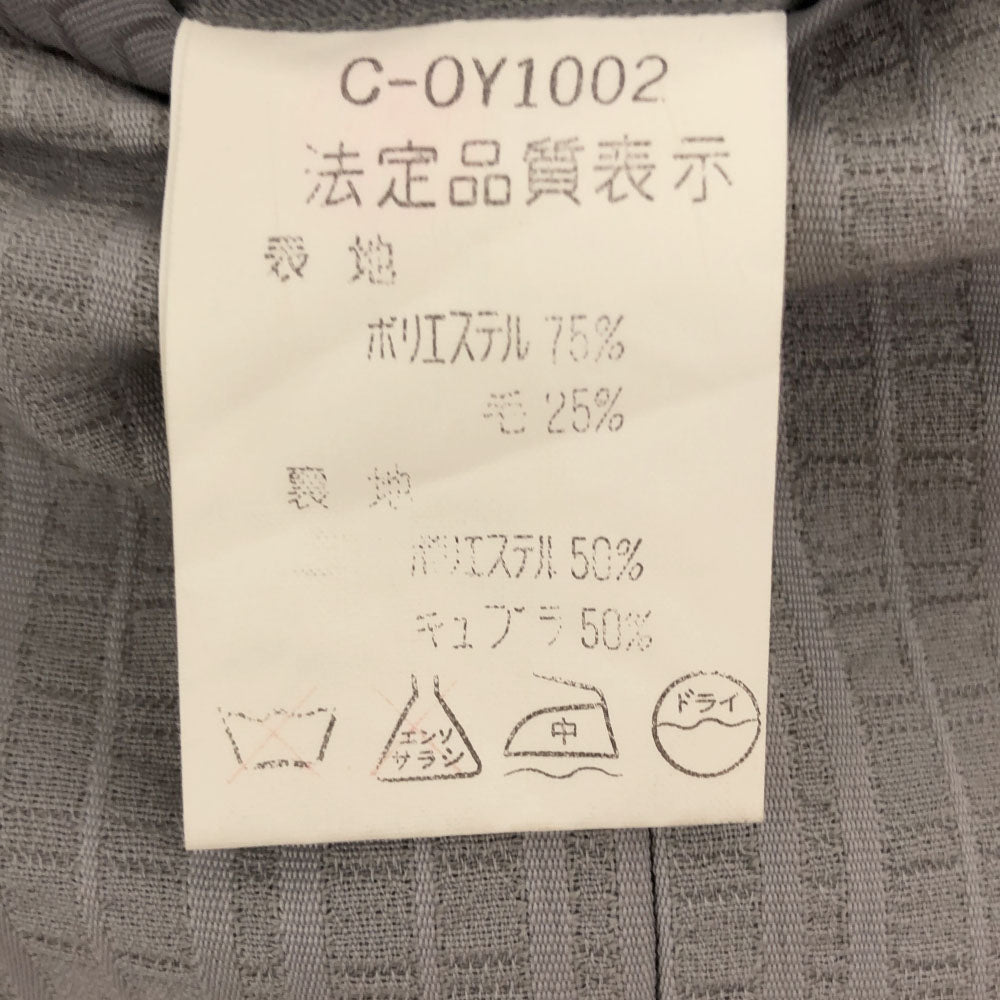 C-OY1002
法定品質表示
表 地
ポリエステル 75%
毛 25%
裏 地
ポリエステル 50%
キュプラ 50%
エンソ
サラシ
中
ドライ